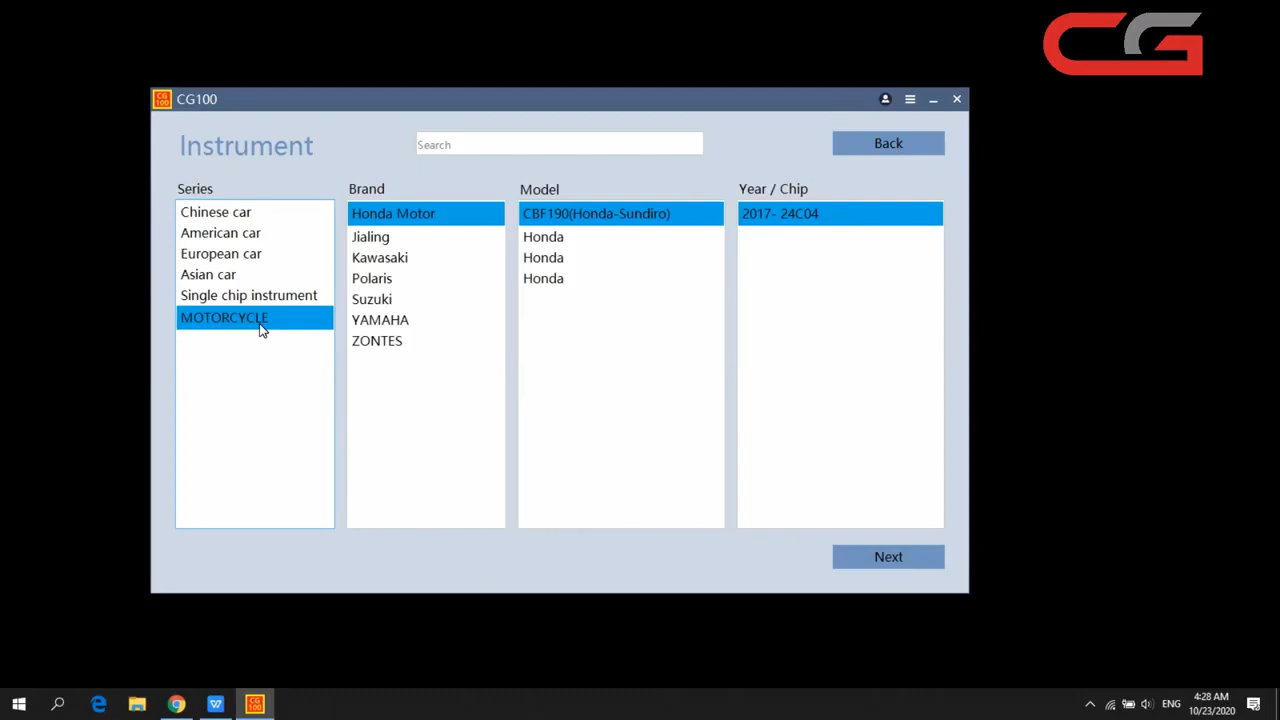 CG
CG100
Instrument
Search
Back
Series
Brand
Model
Year / Chip
Chinese car
American car
European car
Asian car
Single chip instrument
MOTORCYCLE
Honda Motor
Jialing
Kawasaki
Polaris
Suzuki
YAMAHA
ZONTES
CBF190(Honda-Sundiro)
Honda
Honda
Honda
2017- 24C04
Next
CG
100
ENG
4:28 AM
10/23/2020